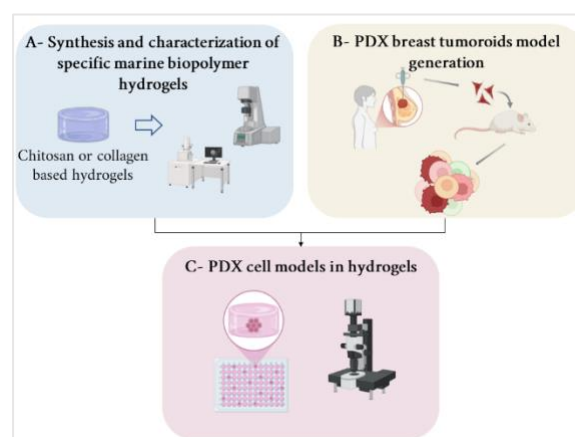 A- Synthesis and characterization of
specific marine biopolymer
hydrogels
Chitosan or collagen
based hydrogels
B- PDX breast tumoroids model
generation
C- PDX cell models in hydrogels